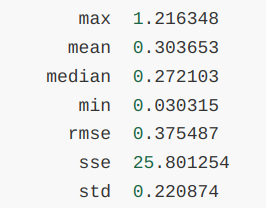 max 1.216348
mean 0.303653
median 0.272103
min 0.030315
rmse 0.375487
sse 25.801254
std 0.220874